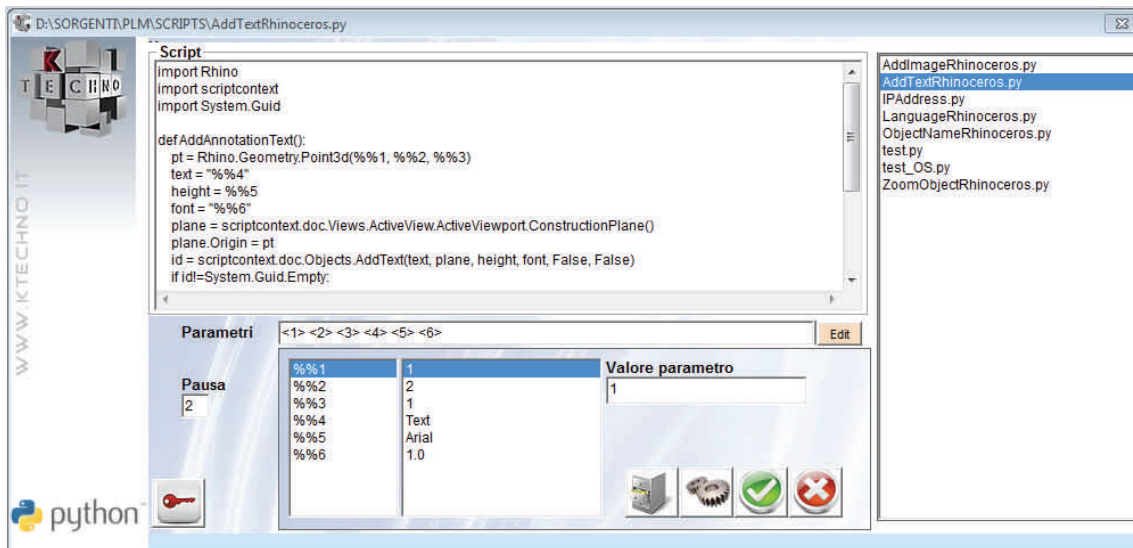 D:\SORGENTI\PLM\SCRIPTS\AddTextRhinoceros.py
K
TECHNO
WWW.KTECHNO.IT
Script
import Rhino
import scriptcontext
import System.Guid
def AddAnnotationText():
pt = Rhino.Geometry.Point3d(%%1, %%2, %%3)
text = "%%4"
height = %%5
font = "%%6"
plane = scriptcontext.doc.Views.ActiveView.ActiveViewport.ConstructionPlane()
plane.Origin = pt
id = scriptcontext.doc.Objects.AddText(text, plane, height, font, False, False)
if id!=System.Guid.Empty:
AddImageRhinoceros.py
AddTextRhinoceros.py
IPAddress.py
LanguageRhinoceros.py
ObjectNameRhinoceros.py
test.py
test_OS.py
ZoomObjectRhinoceros.py
Parametri <1> <2> <3> <4> <5> <6> Edit
Pausa
2
%%1 1
%%2 2
%%3 1
%%4 Text
%%5 Arial
%%6 1.0
Valore parametro
1
python